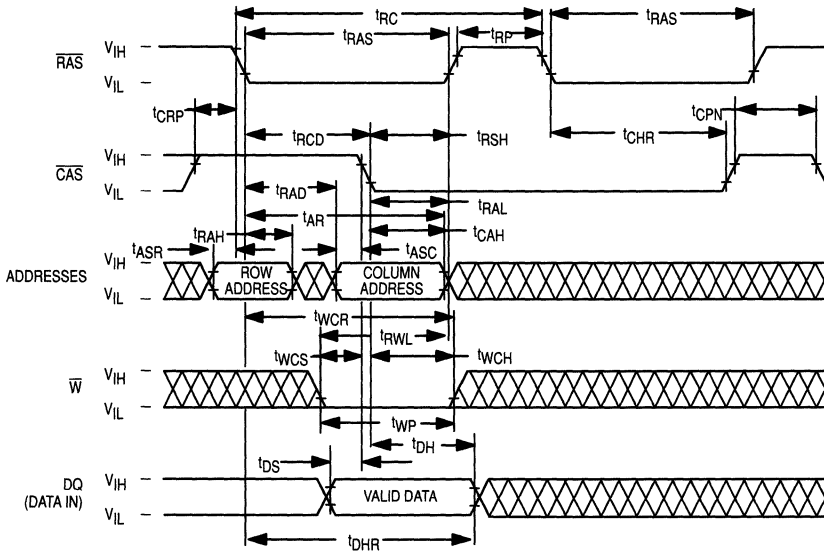 tRC
tRAS
tRP
tRAS
RAS
VIH
VIL
tCRP
tRCD
tRSH
tCHR
tCPN
CAS
VIH
VIL
tRAD
tRAL
tAR
tCAH
tRAH
tASR
tASC
ADDRESSES
VIH
VIL
ROW
ADDRESS
COLUMN
ADDRESS
tWCR
tRWL
tWCS
tWCH
W
VIH
VIL
tWP
tDH
tDS
DQ
(DATA IN)
VIH
VIL
VALID DATA
tDHR